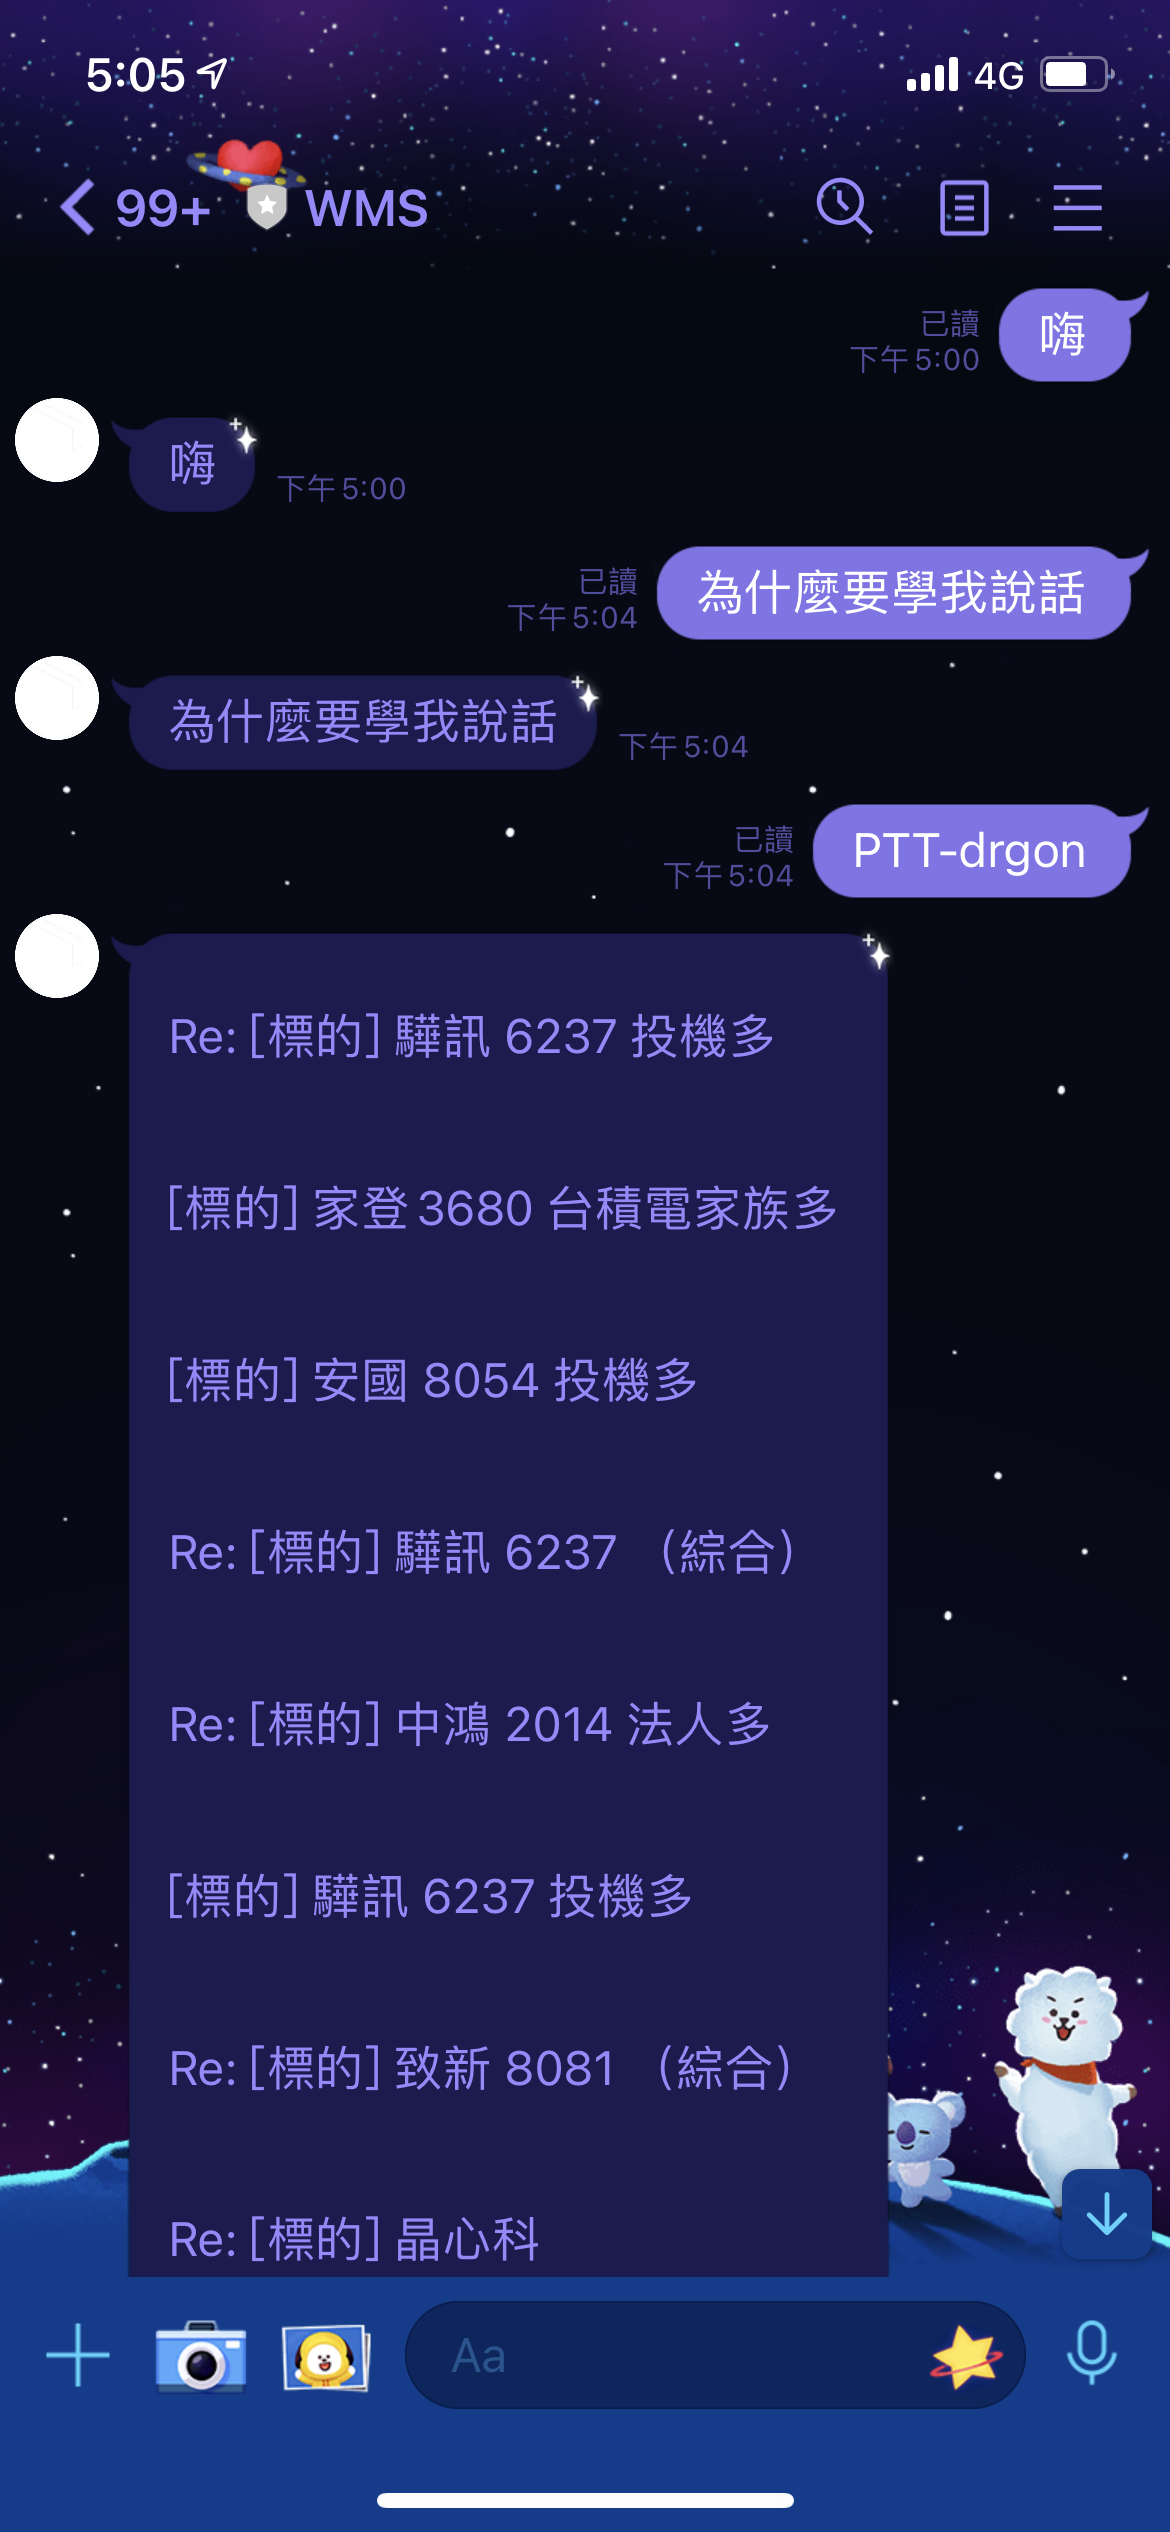 5:05
4G
99+
WMS
嗨
已讀
下午 5:00
嗨
下午 5:00
為什麼要學我說話
已讀
下午 5:04
為什麼要學我說話
下午 5:04
PTT-drgon
已讀
下午 5:04
Re: [標的] 驊訊 6237 投機多
[標的] 家登3680 台積電家族多
[標的] 安國 8054 投機多
Re: [標的] 驊訊 6237 （綜合）
Re: [標的] 中鴻 2014 法人多
[標的] 驊訊 6237 投機多
Re: [標的] 致新 8081 （綜合）
Re: [標的] 晶心科
Aa